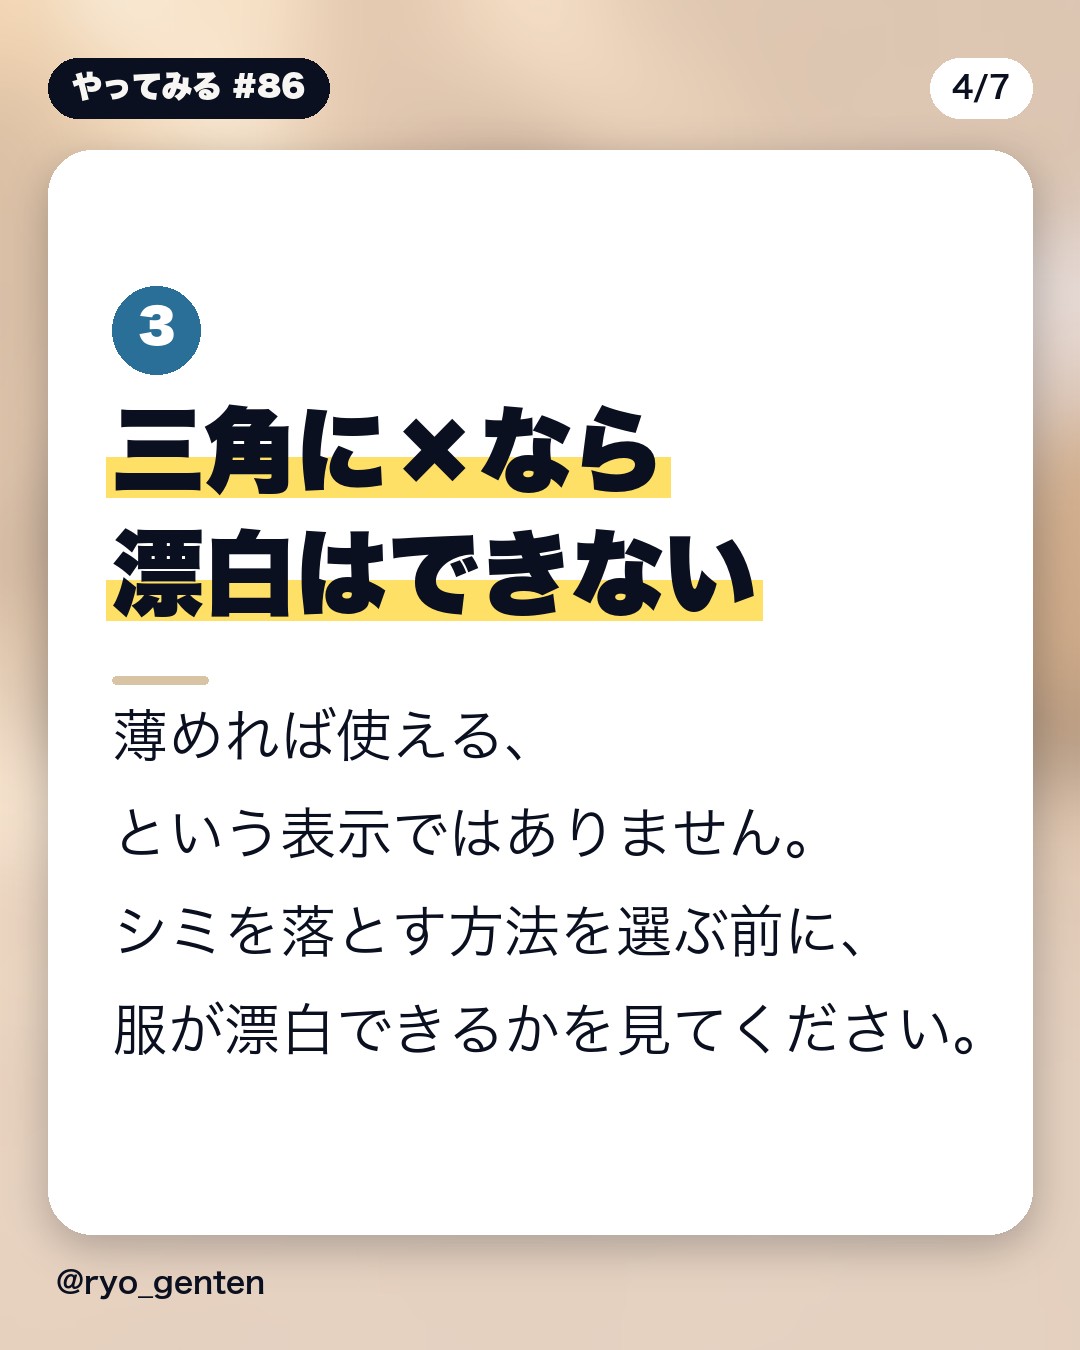 やってみる #86
4/7
3
三角に×なら
漂白はできない
薄めれば使える、
という表示ではありません。
シミを落とす方法を選ぶ前に、
服が漂白できるかを見てください。
@ryo_genten